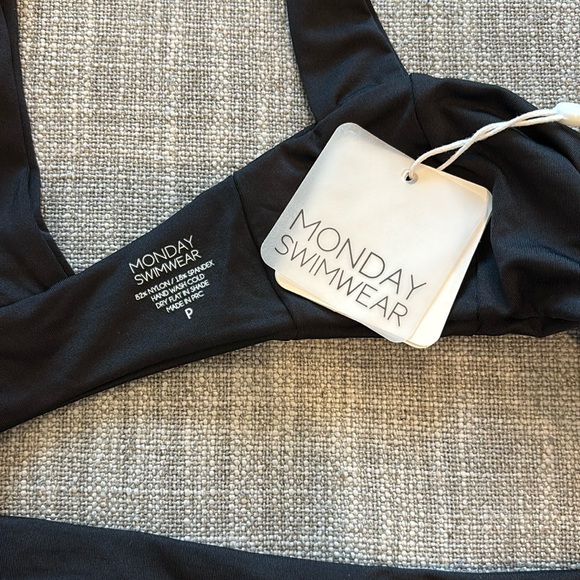 MONDAY
SWIMWEAR
82% NYLON / 18% SPANDEX
HAND WASH COLD
DRY FLAT IN SHADE
MADE IN PRC
P
MONDAY
SWIMWEAR